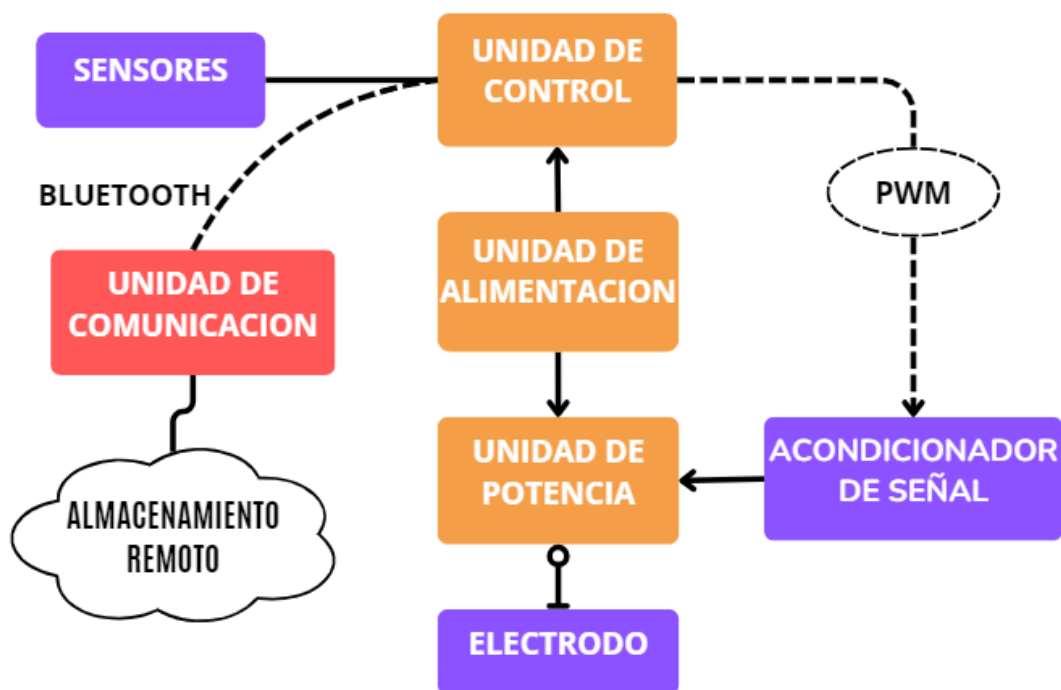 SENSORES
UNIDAD DE
CONTROL
BLUETOOTH
PWM
UNIDAD DE
COMUNICACION
UNIDAD DE
ALIMENTACION
ALMACENAMIENTO
REMOTO
UNIDAD DE
POTENCIA
ACONDICIONADOR
DE SEÑAL
ELECTRODO